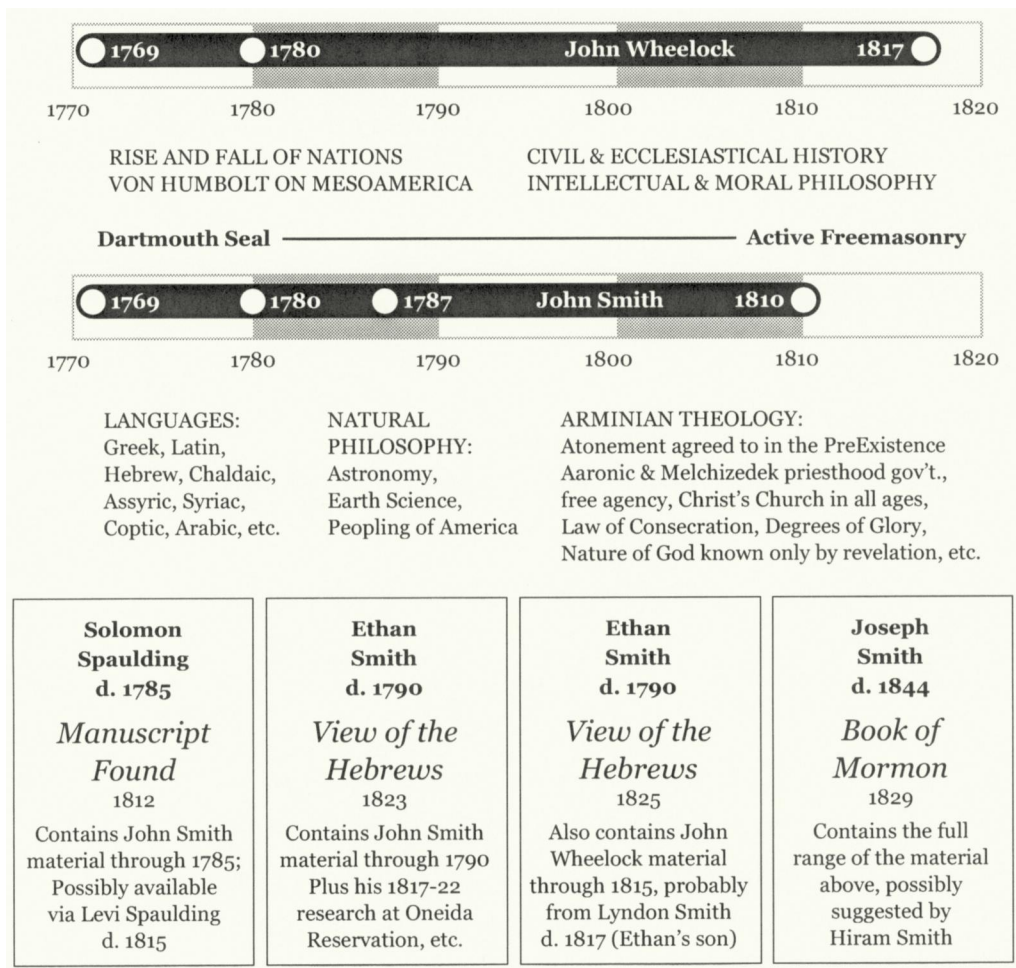 1769 1780 John Wheelock 1817
1770 1780 1790 1800 1810 1820
RISE AND FALL OF NATIONS
VON HUMBOLT ON MESOAMERICA
CIVIL & ECCLESIASTICAL HISTORY
INTELLECTUAL & MORAL PHILOSOPHY
Dartmouth Seal
Active Freemasonry
1769 1780 1787 John Smith 1810
1770 1780 1790 1800 1810 1820
LANGUAGES:
Greek, Latin,
Hebrew, Chaldaic,
Assyric, Syriac,
Coptic, Arabic, etc.
NATURAL
PHILOSOPHY:
Astronomy,
Earth Science,
Peopling of America
ARMINIAN THEOLOGY:
Atonement agreed to in the PreExistence
Aaronic & Melchizedek priesthood gov't.,
free agency, Christ's Church in all ages,
Law of Consecration, Degrees of Glory,
Nature of God known only by revelation, etc.
Solomon
Spaulding
d. 1785
Manuscript
Found
1812
Contains John Smith
material through 1785;
Possibly available
via Levi Spaulding
d. 1815
Ethan
Smith
d. 1790
View of the
Hebrews
1823
Contains John Smith
material through 1790
Plus his 1817-22
research at Oneida
Reservation, etc.
Ethan
Smith
d. 1790
View of the
Hebrews
1825
Also contains John
Wheelock material
through 1815, probably
from Lyndon Smith
d. 1817 (Ethan's son)
Joseph
Smith
d. 1844
Book of
Mormon
1829
Contains the full
range of the material
above, possibly
suggested by
Hiram Smith